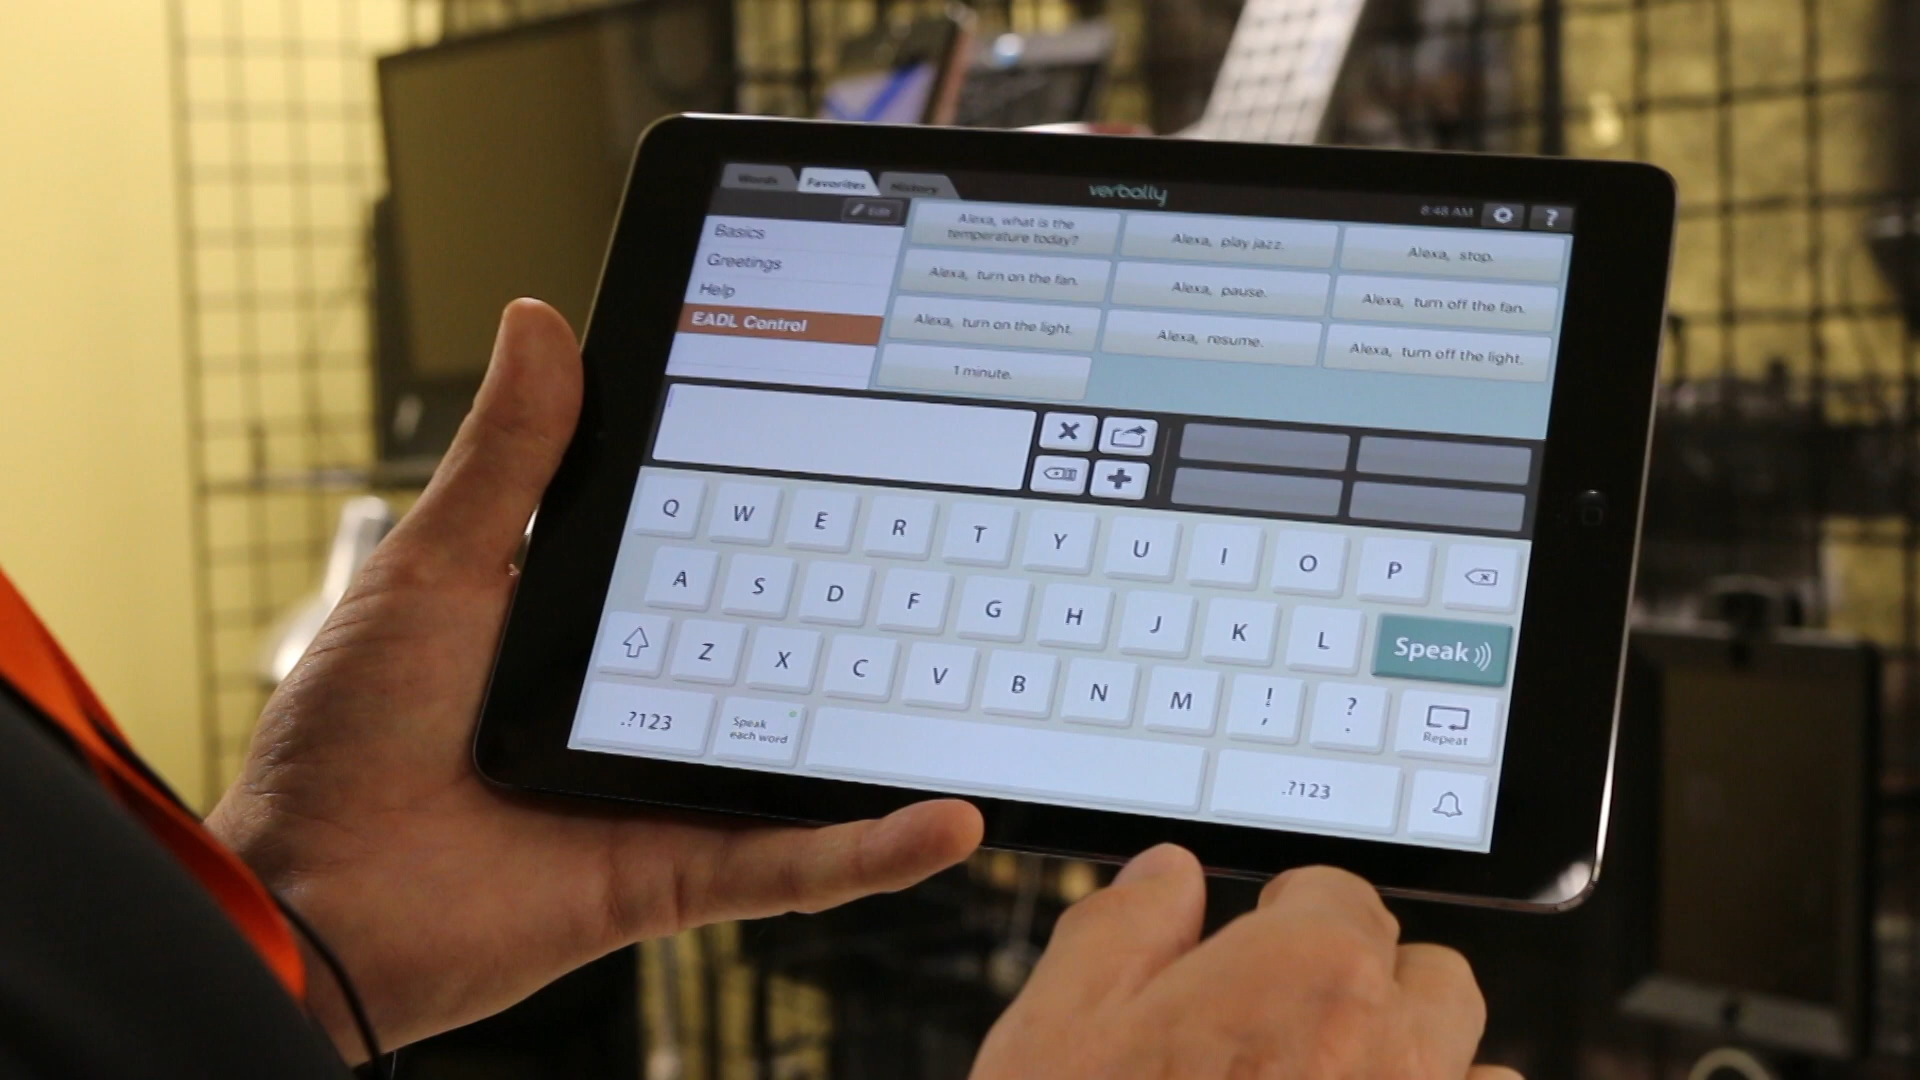 Words Favorites History verbally 8:48 AM ?
Edit
Basics
Greetings
Help
EADL Control
Alexa, what is the
temperature today?
Alexa, play jazz.
Alexa, stop.
Alexa, turn on the fan.
Alexa, pause.
Alexa, turn off the fan.
Alexa, turn on the light.
Alexa, resume.
Alexa, turn off the light.
1 minute.
Q W E R T Y U I O P
A S D F G H J K L Speak
Z X C V B N M ! , ? .
.?123
Speak
each word
.?123
Repeat